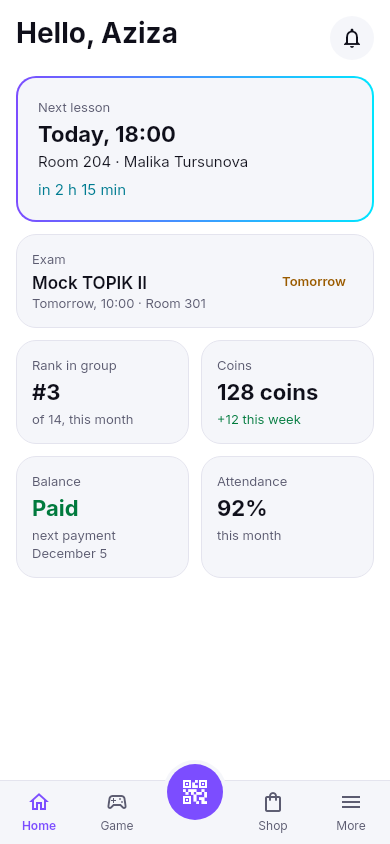 Hello, Aziza
Next lesson
Today, 18:00
Room 204 · Malika Tursunova
in 2 h 15 min
Exam
Mock TOPIK II
Tomorrow
Tomorrow, 10:00 · Room 301
Rank in group
#3
of 14, this month
Coins
128 coins
+12 this week
Balance
Paid
next payment
December 5
Attendance
92%
this month
Home
Game
Shop
More